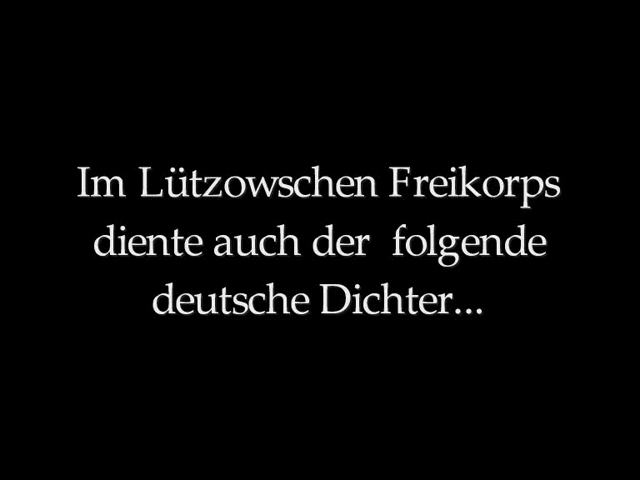 Im Lützowschen Freikorps
diente auch der  folgende
deutsche Dichter...